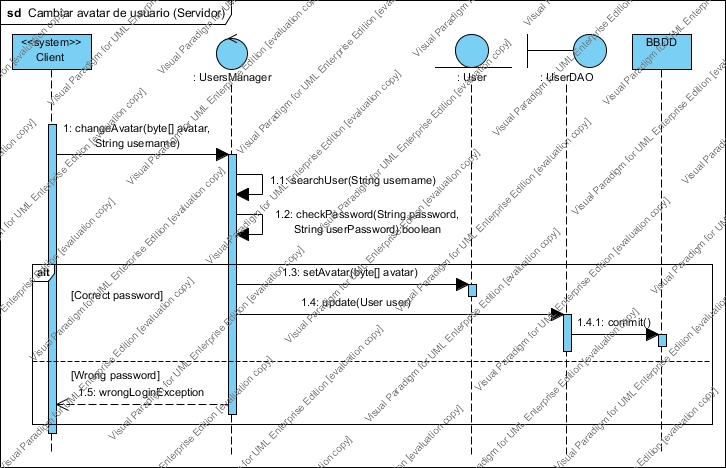 sd Cambiar avatar de usuario (Servidor)
<<system>>
Client
: UsersManager
: User
: UserDAO
BBDD
1: changeAvatar(byte[] avatar,
String username)
1.1: searchUser(String username)
1.2: checkPassword(String password,
String userPassword):boolean
alt
1.3: setAvatar(byte[] avatar)
[Correct password]
1.4: update(User user)
1.4.1: commit()
[Wrong password]
1.5: wrongLoginException
Visual Paradigm for UML Enterprise Edition [evaluation copy]